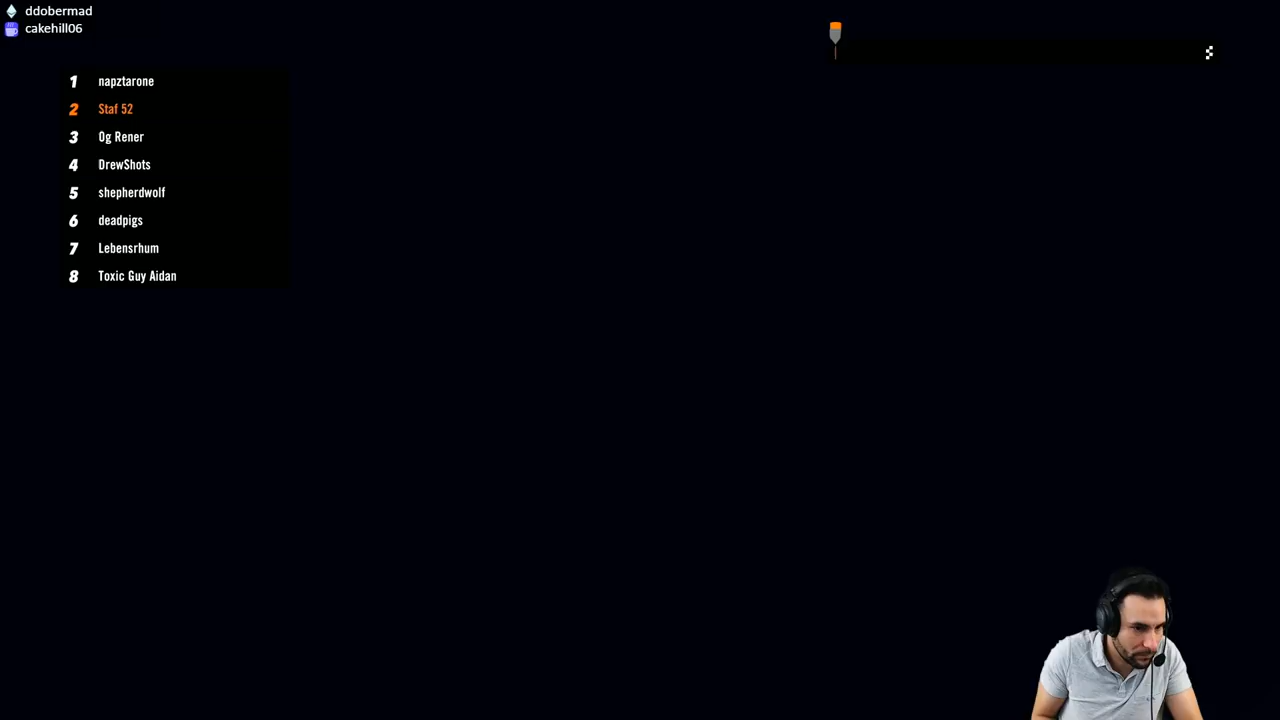 ddobermad
cakehill06
1 napztarone
2 Staf 52
3 Og Rener
4 DrewShots
5 shepherdwolf
6 deadpigs
7 Lebensrhum
8 Toxic Guy Aidan